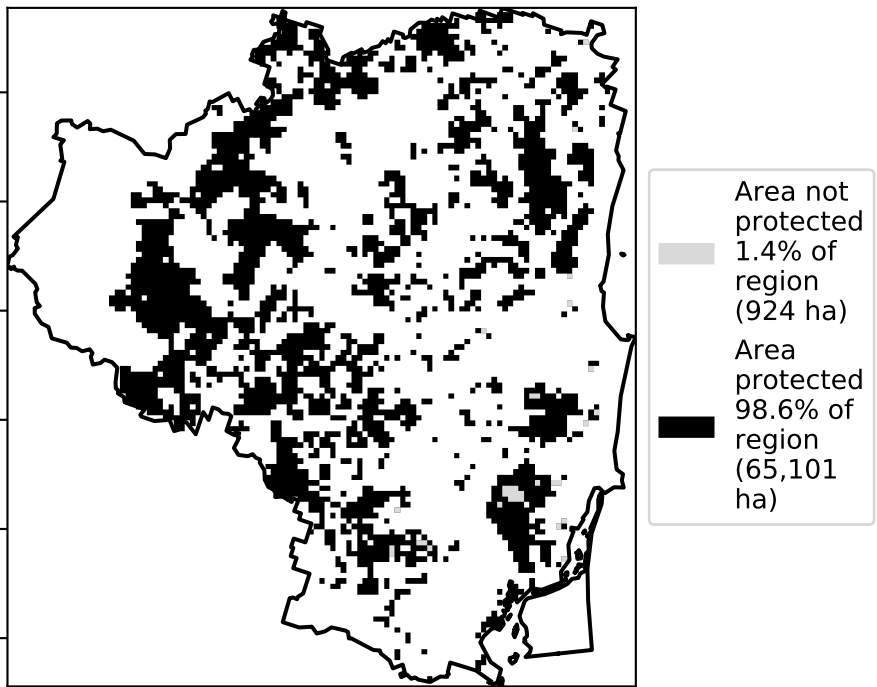 Area not
protected
1.4% of
region
(924 ha)
Area
protected
98.6% of
region
(65,101
ha)